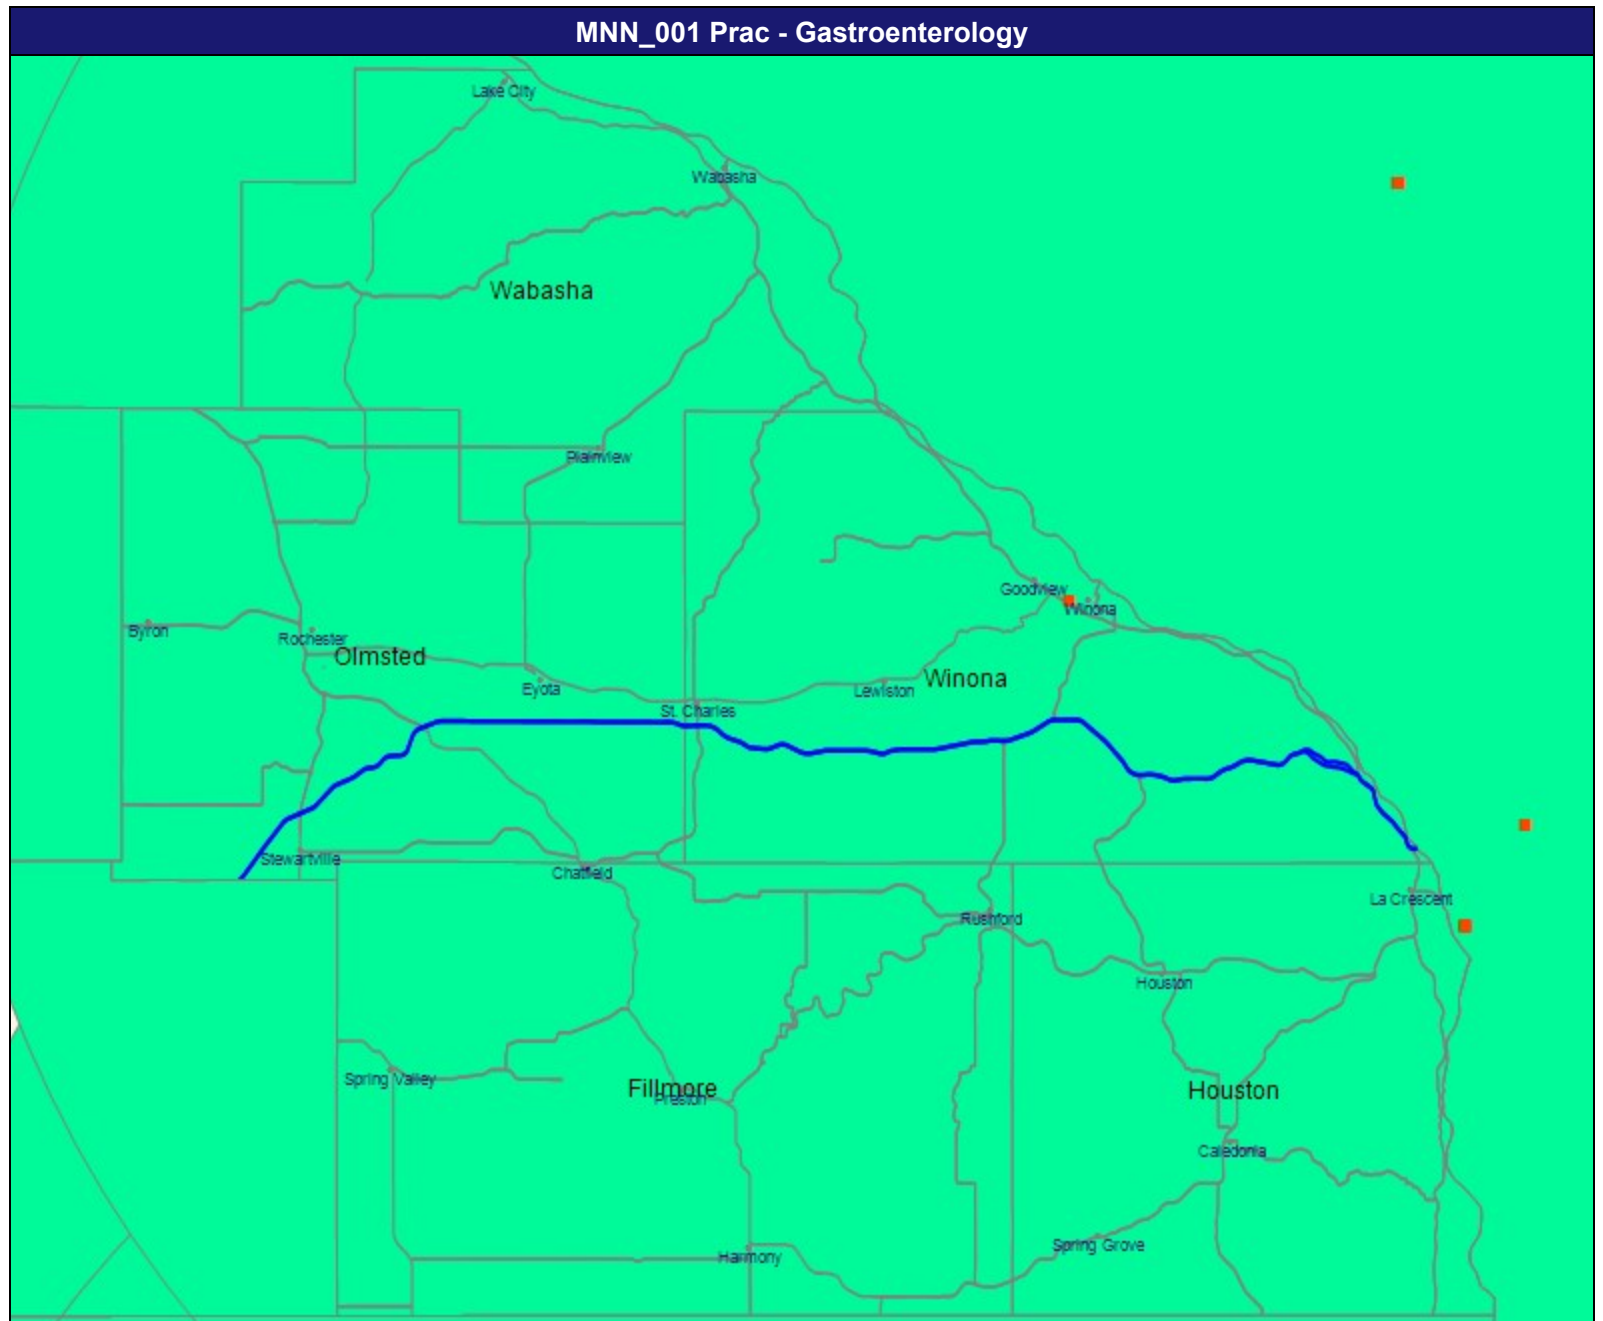 MNN_001 Prac - Gastroenterology
Lake City
Wabasha
Wabasha
Plainview
Goodview
Winona
Byron
Rochester
Olmsted
Eyota
Lewiston
Winona
St. Charles
Stewartville
Chatfield
La Crescent
Rushford
Houston
Spring Valley
Fillmore
Preston
Houston
Caledonia
Spring Grove
Harmony